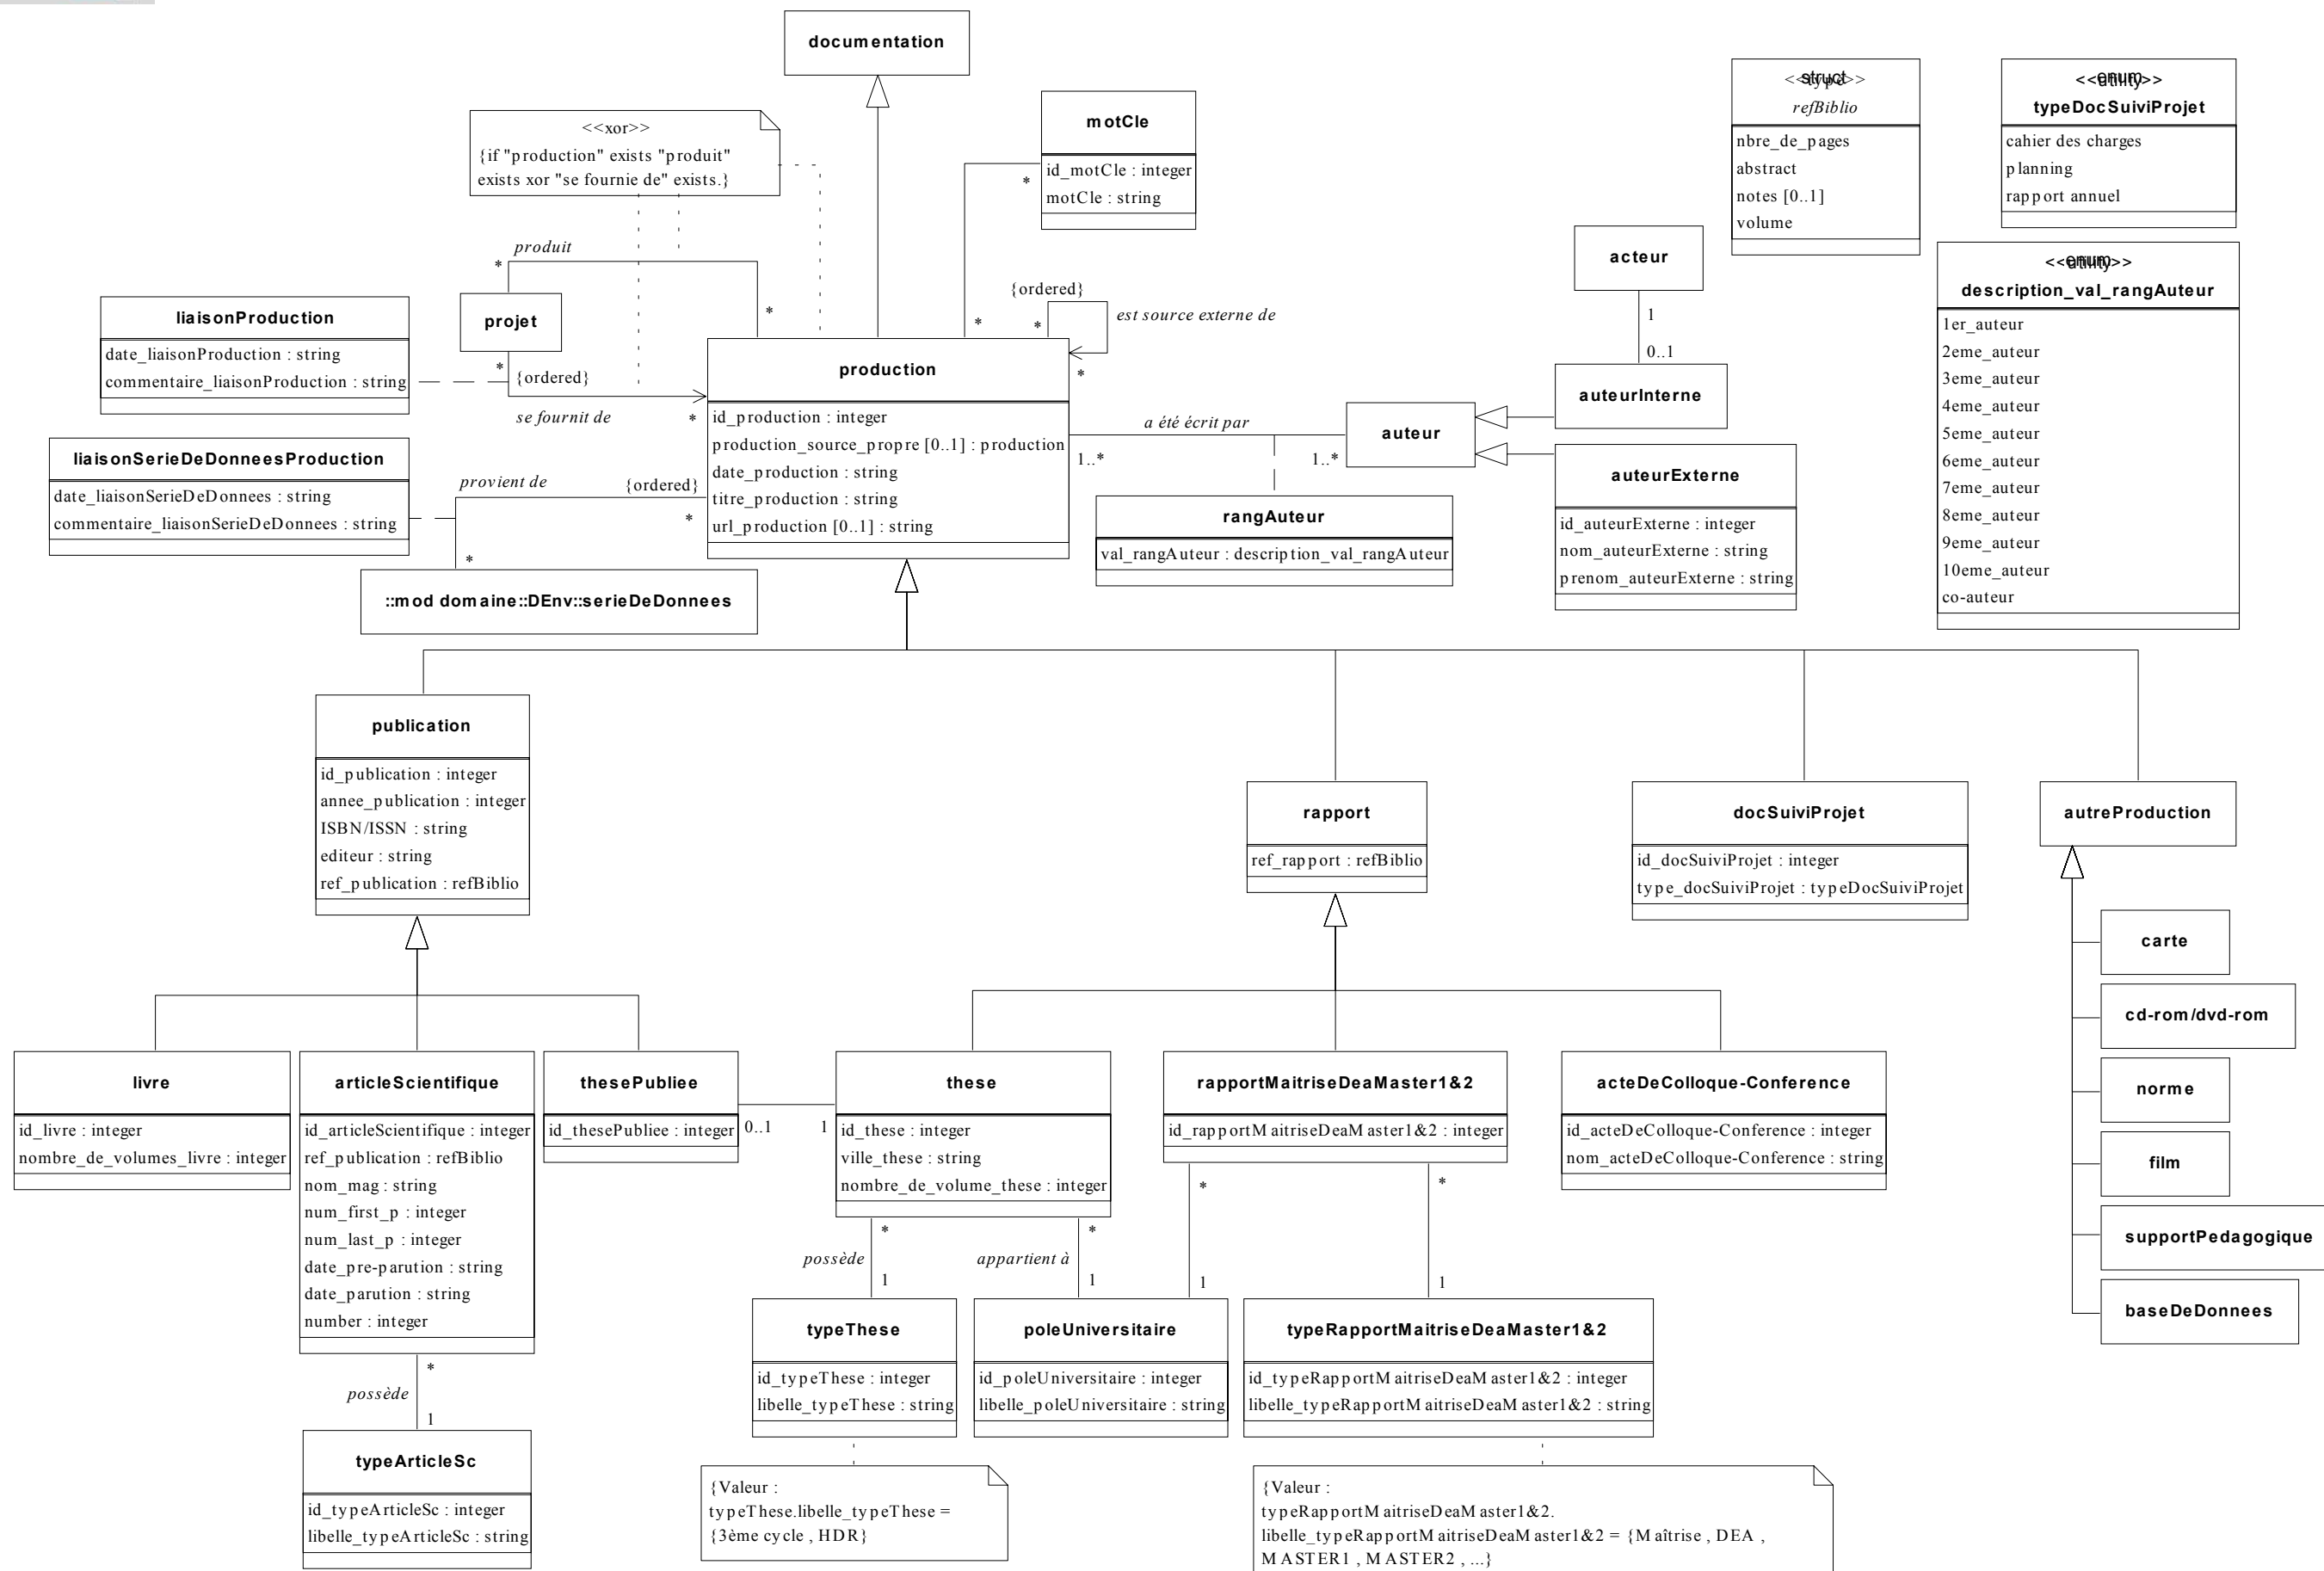 documentation
<<xor>>
{if "production" exists "produit"
exists xor "se fournie de" exists.}
motCle
id_motCle : integer
motCle : string
*
*
<<type>>
struct
refBiblio
nbre_de_pages
abstract
notes [0..1]
volume
<<utility>>
enum
typeDocSuiviProjet
cahier des charges
planning
rapport annuel
<<utility>>
enum
description_val_rangAuteur
1er_auteur
2eme_auteur
3eme_auteur
4eme_auteur
5eme_auteur
6eme_auteur
7eme_auteur
8eme_auteur
9eme_auteur
10eme_auteur
co-auteur
acteur
1
0..1
auteurInterne
auteur
auteurExterne
id_auteurExterne : integer
nom_auteurExterne : string
prenom_auteurExterne : string
produit
*
*
projet
*
{ordered}
se fournit de
*
liaisonProduction
date_liaisonProduction : string
commentaire_liaisonProduction : string
liaisonSerieDeDonneesProduction
date_liaisonSerieDeDonnees : string
commentaire_liaisonSerieDeDonnees : string
provient de
{ordered}
*
*
::mod domaine::DEnv::serieDeDonnees
{ordered}
*
est source externe de
*
production
id_production : integer
production_source_propre [0..1] : production
date_production : string
titre_production : string
url_production [0..1] : string
a été écrit par
1..*
1..*
rangAuteur
val_rangAuteur : description_val_rangAuteur
publication
id_publication : integer
annee_publication : integer
ISBN/ISSN : string
editeur : string
ref_publication : refBiblio
rapport
ref_rapport : refBiblio
docSuiviProjet
id_docSuiviProjet : integer
type_docSuiviProjet : typeDocSuiviProjet
autreProduction
carte
cd-rom/dvd-rom
norme
film
supportPedagogique
baseDeDonnees
livre
id_livre : integer
nombre_de_volumes_livre : integer
articleScientifique
id_articleScientifique : integer
ref_publication : refBiblio
nom_mag : string
num_first_p : integer
num_last_p : integer
date_pre-parution : string
date_parution : string
number : integer
thesePubliee
id_thesePubliee : integer
0..1
1
these
id_these : integer
ville_these : string
nombre_de_volume_these : integer
rapportMaitriseDeaMaster1&2
id_rapportMaitriseDeaMaster1&2 : integer
acteDeColloque-Conference
id_acteDeColloque-Conference : integer
nom_acteDeColloque-Conference : string
*
possède
1
*
appartient à
1
*
1
*
1
typeThese
id_typeThese : integer
libelle_typeThese : string
poleUniversitaire
id_poleUniversitaire : integer
libelle_poleUniversitaire : string
typeRapportMaitriseDeaMaster1&2
id_typeRapportMaitriseDeaMaster1&2 : integer
libelle_typeRapportMaitriseDeaMaster1&2 : string
*
possède
1
typeArticleSc
id_typeArticleSc : integer
libelle_typeArticleSc : string
{Valeur :
typeThese.libelle_typeThese =
{3ème cycle , HDR}
{Valeur :
typeRapportMaitriseDeaMaster1&2.
libelle_typeRapportMaitriseDeaMaster1&2 = {Maîtrise , DEA ,
MASTER1 , MASTER2 , ...}